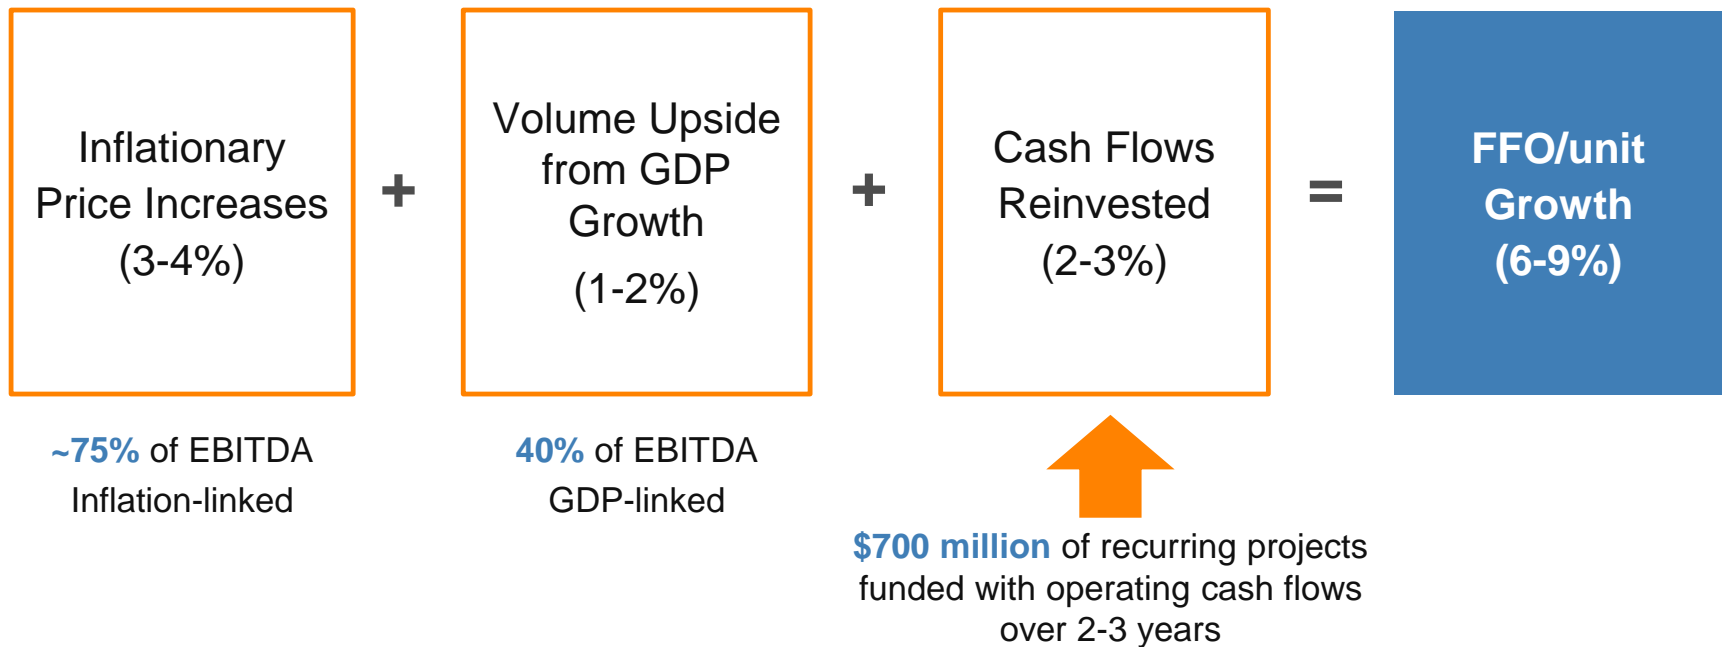 Inflationary
Price Increases
(3-4%)
+
Volume Upside
from GDP
Growth
(1-2%)
+
Cash Flows
Reinvested
(2-3%)
=
FFO/unit
Growth
(6-9%)
~75% of EBITDA
Inflation-linked
40% of EBITDA
GDP-linked
$700 million of recurring projects
funded with operating cash flows
over 2-3 years